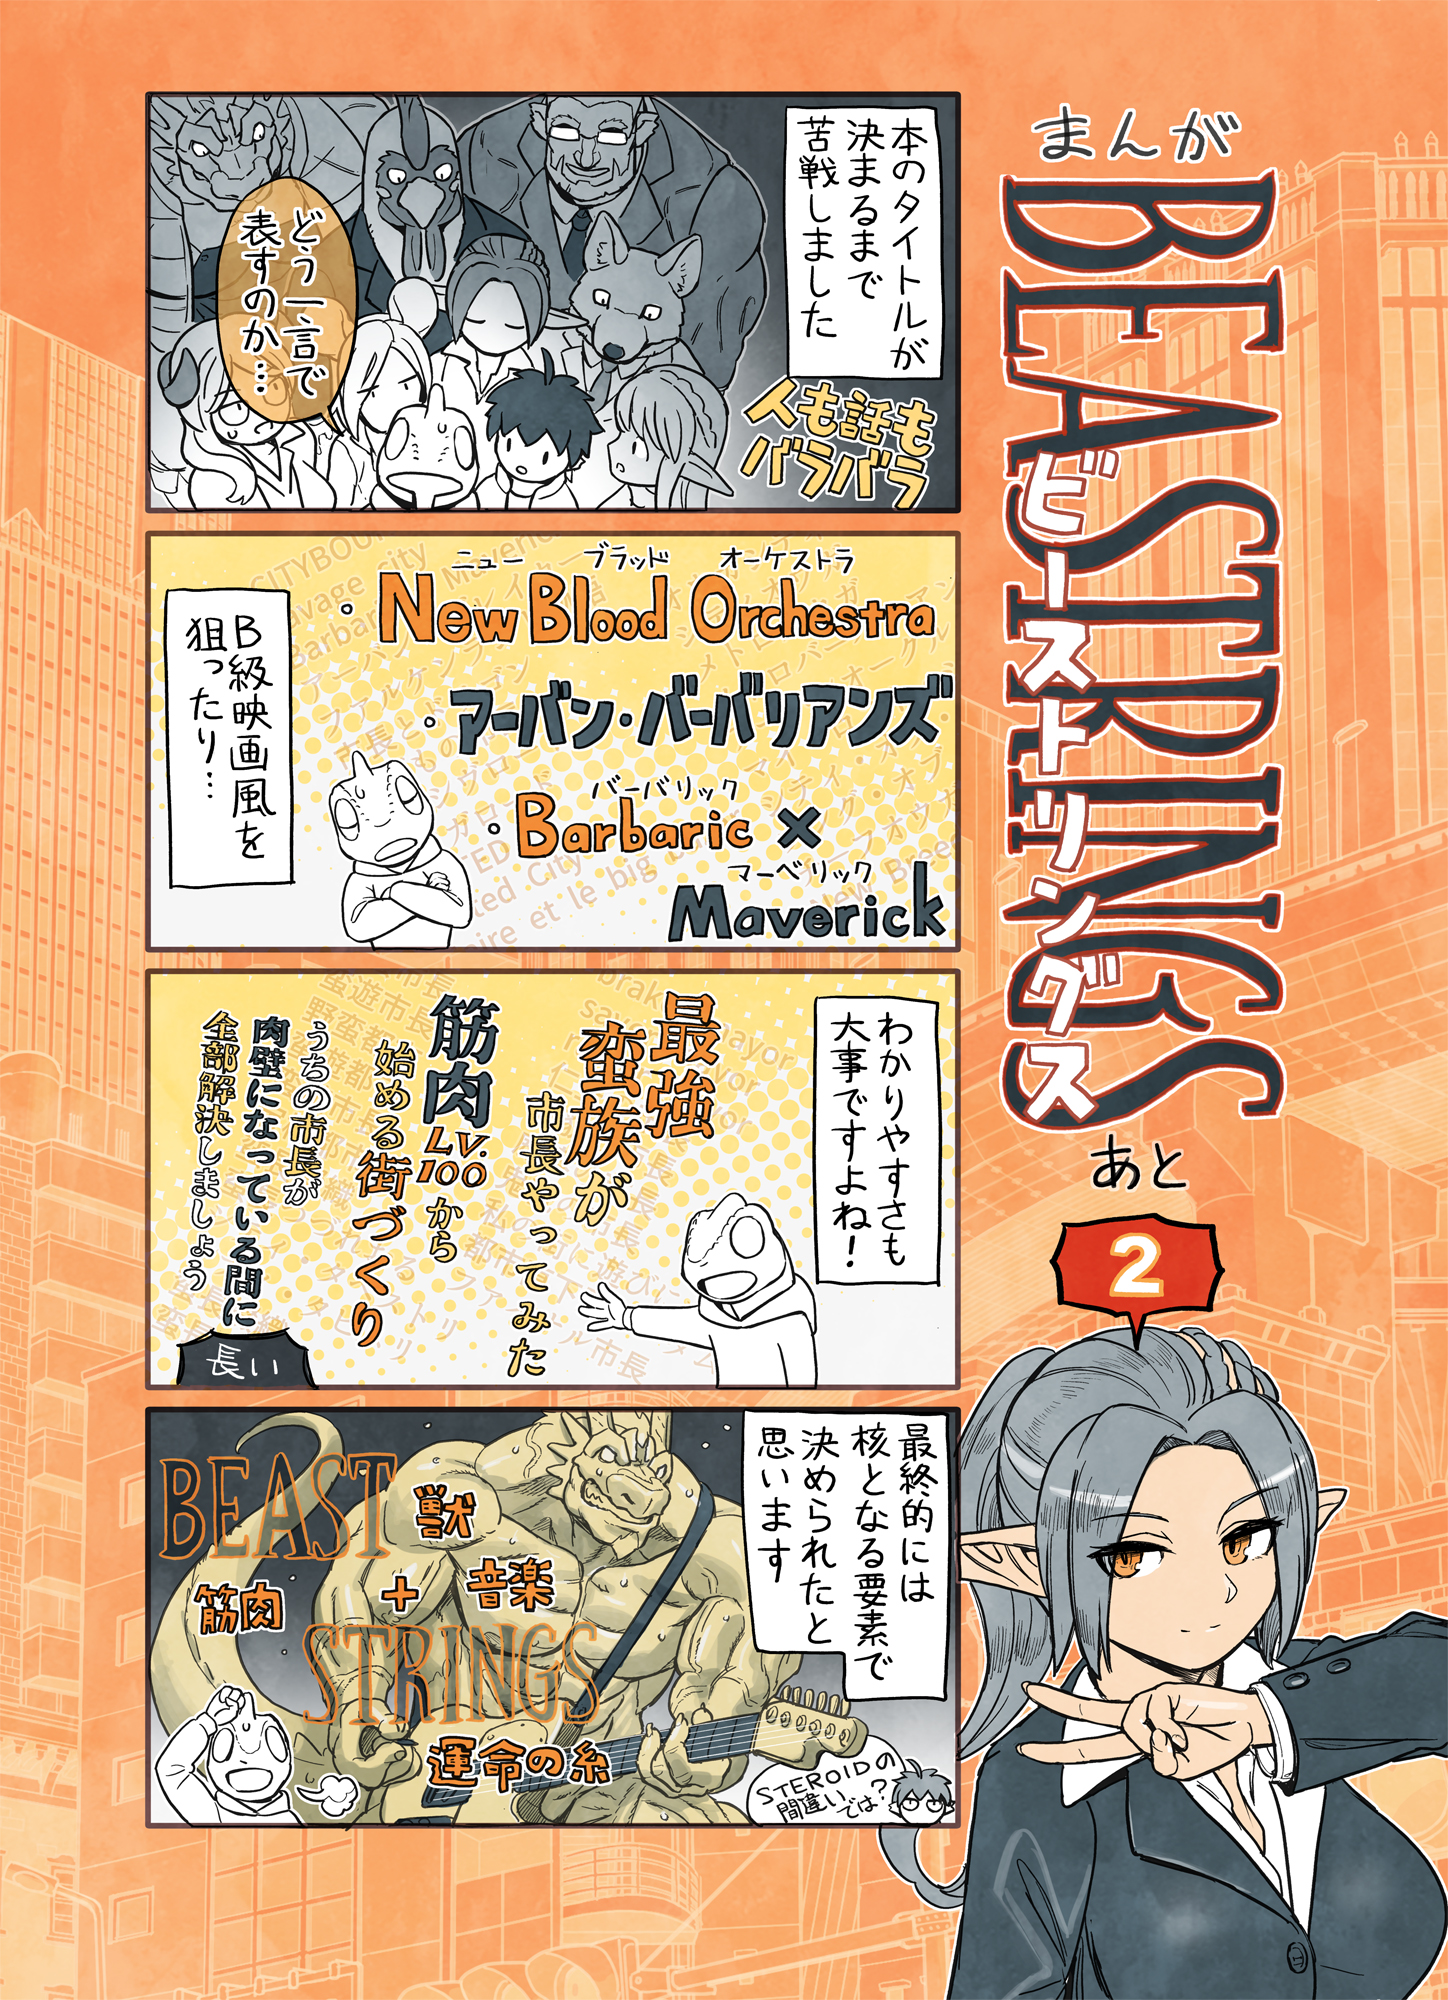 まんが
BEASTRINGS
ビーストリングス
あと
2
本のタイトルが
決まるまで
苦戦しました
どう一言で
表すのか…
人も話も
バラバラ
ニュー ブラッド オーケストラ
・New Blood Orchestra
・アーバン・バーバリアンズ
バーバリック
・Barbaric ×
マーベリック
Maverick
B級映画風を
狙ったり…
わかりやすさも
大事ですよね!
最強
蛮族が
市長やってみた
筋肉LV.100から
始める街づくり
うちの市長が
肉壁になっている間に
全部解決しましょう
長い
最終的には
核となる要素で
決められたと
思います
BEAST
獣
筋肉
+
音楽
STRINGS
運命の糸
STEROIDの
間違いでは?